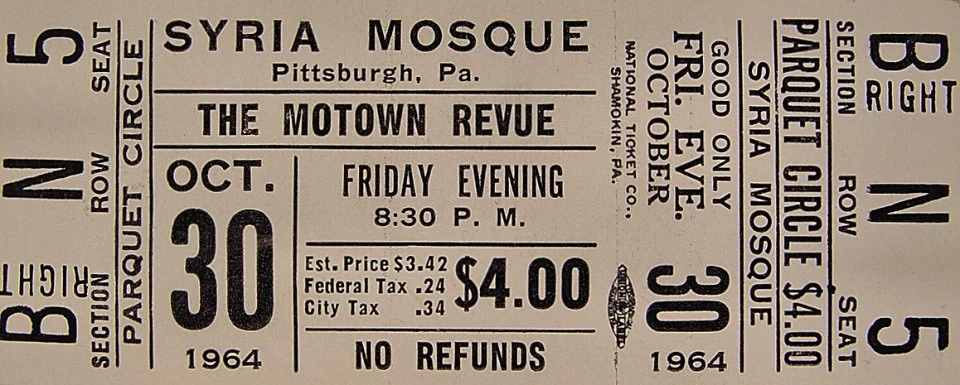 5 N B RIGHT
SEAT ROW SECTION
PARQUET CIRCLE
SYRIA MOSQUE
Pittsburgh, Pa.
THE MOTOWN REVUE
OCT.
30
1964
FRIDAY EVENING
8:30 P. M.
Est. Price $3.42
Federal Tax .24
City Tax .34
$4.00
NO REFUNDS
NATIONAL TICKET CO.,
SHAMOKIN, PA.
GOOD ONLY
FRI. EVE.
OCTOBER
30
1964
SYRIA MOSQUE
PARQUET CIRCLE $4.00
SECTION ROW SEAT
B RIGHT N 5